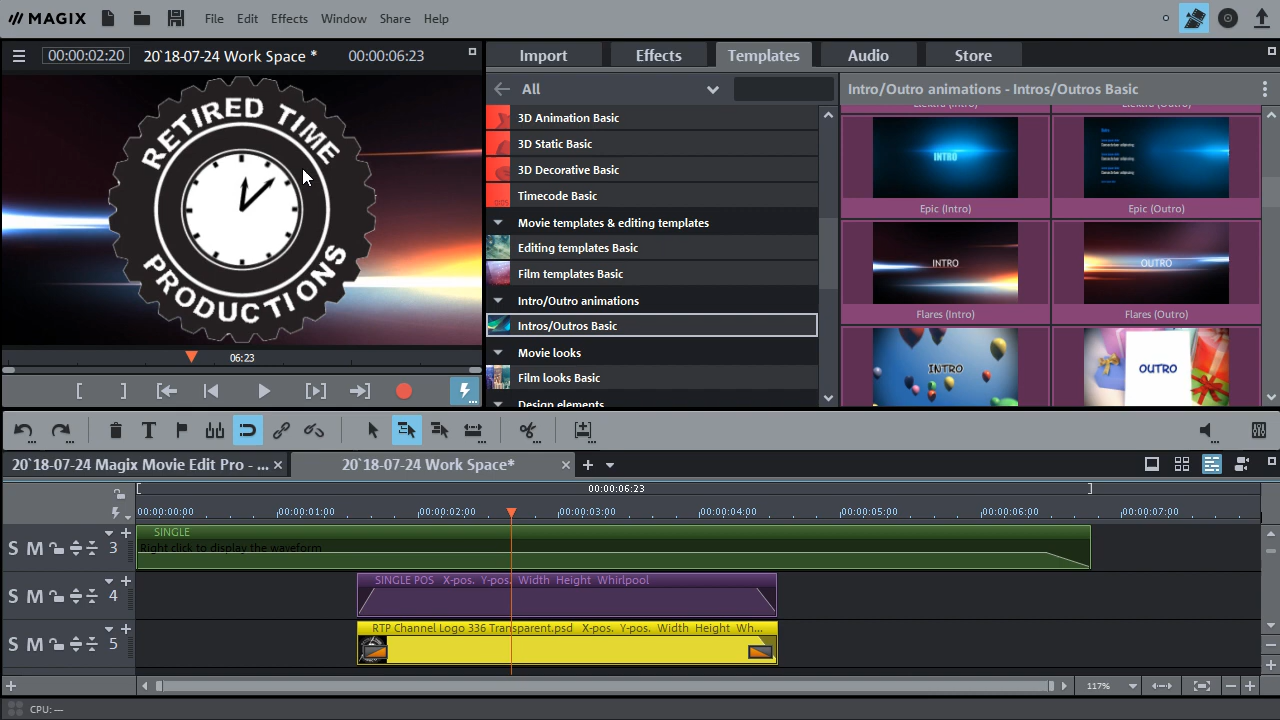 MAGIX File Edit Effects Window Share Help
00:00:02:20 20`18-07-24 Work Space * 00:00:06:23
RETIRED TIME
PRODUCTIONS
06:23
Import Effects Templates Audio Store
All
3D Animation Basic
3D Static Basic
3D Decorative Basic
Timecode Basic
Movie templates & editing templates
Editing templates Basic
Film templates Basic
Intro/Outro animations
Intros/Outros Basic
Movie looks
Film looks Basic
Design elements
Intro/Outro animations - Intros/Outros Basic
Elektra (Intro) Elektra (Outro)
INTRO
Epic (Intro) Epic (Outro)
INTRO OUTRO
Flares (Intro) Flares (Outro)
INTRO OUTRO
20`18-07-24 Magix Movie Edit Pro - ... × 20`18-07-24 Work Space* ×
00:00:06:23
00:00:00:00 00:00:01:00 00:00:02:00 00:00:03:00 00:00:04:00 00:00:05:00 00:00:06:00 00:00:07:00
S M 3
SINGLE
Right click to display the waveform
S M 4
SINGLE POS X-pos. Y-pos. Width Height Whirlpool
S M 5
RTP Channel Logo 336 Transparent.psd X-pos. Y-pos. Width Height Wh...
117%
CPU: ---